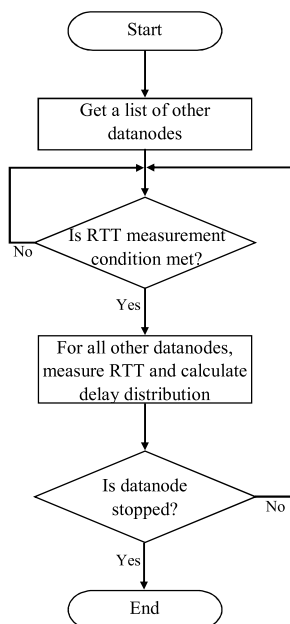 Start
Get a list of other
datanodes
Is RTT measurement
condition met?
No
Yes
For all other datanodes,
measure RTT and calculate
delay distribution
Is datanode
stopped?
No
Yes
End